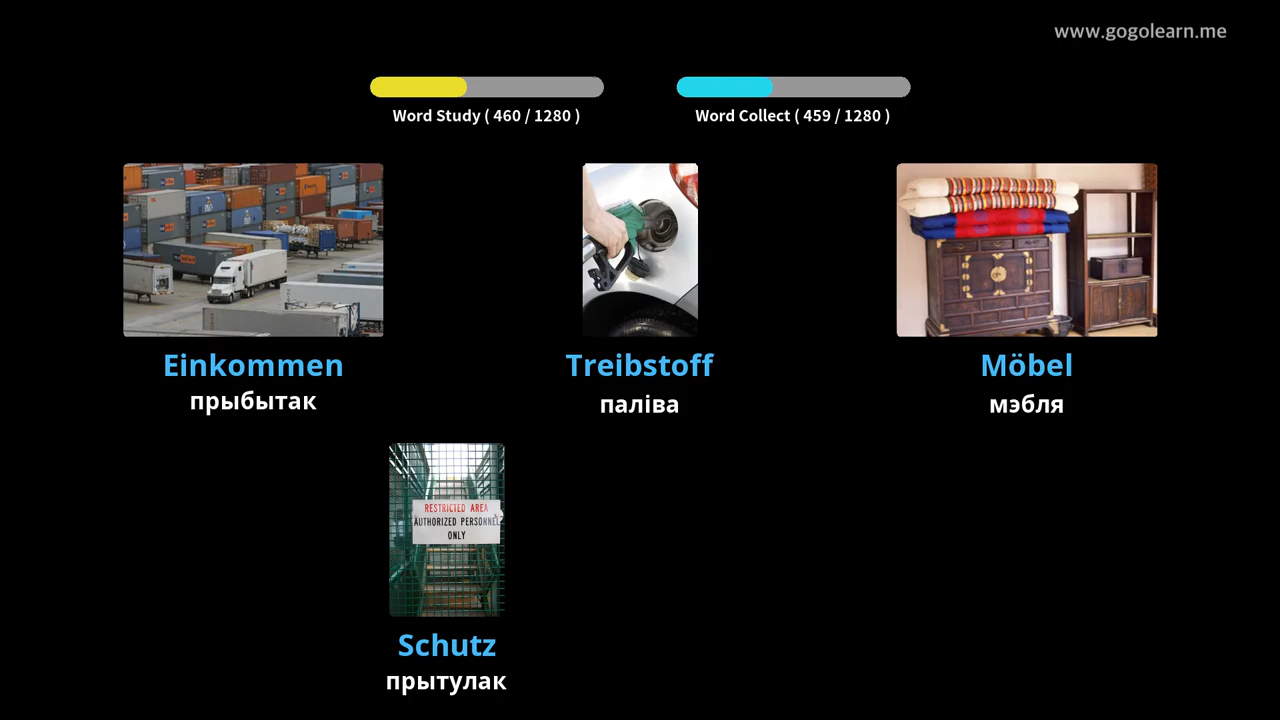 www.gogolearn.me
Word Study ( 460 / 1280 )
Word Collect ( 459 / 1280 )
Einkommen
прыбытак
Treibstoff
паліва
Möbel
мэбля
RESTRICTED AREA
AUTHORIZED PERSONNEL
ONLY
Schutz
прытулак